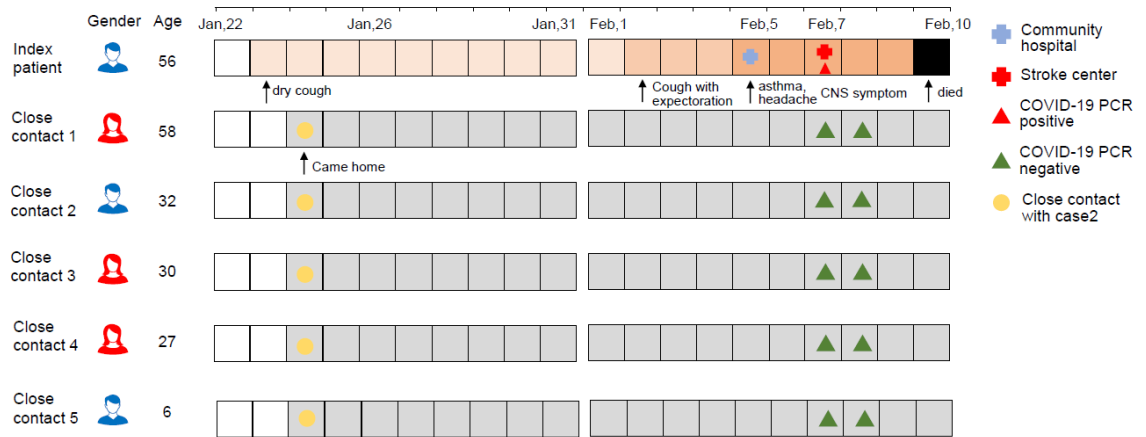 Gender Age Jan,22 Jan,26 Jan,31 Feb,1 Feb,5 Feb,7 Feb,10
Index
patient
56
dry cough
Cough with
expectoration
asthma,
headache
CNS symptom
died
Close
contact 1
58
Came home
Close
contact 2
32
Close
contact 3
30
Close
contact 4
27
Close
contact 5
6
Community
hospital
Stroke center
COVID-19 PCR
positive
COVID-19 PCR
negative
Close contact
with case2